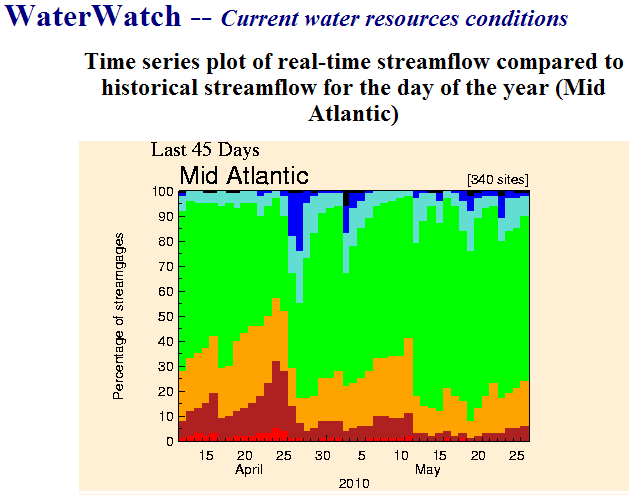 WaterWatch -- Current water resources conditions
Time series plot of real-time streamflow compared to
historical streamflow for the day of the year (Mid
Atlantic)
Last 45 Days
Mid Atlantic
[340 sites]
100
90
80
70
60
50
40
30
20
10
0
Percentage of streamgages
15 20 25 30 5 10 15 20 25
April May
2010